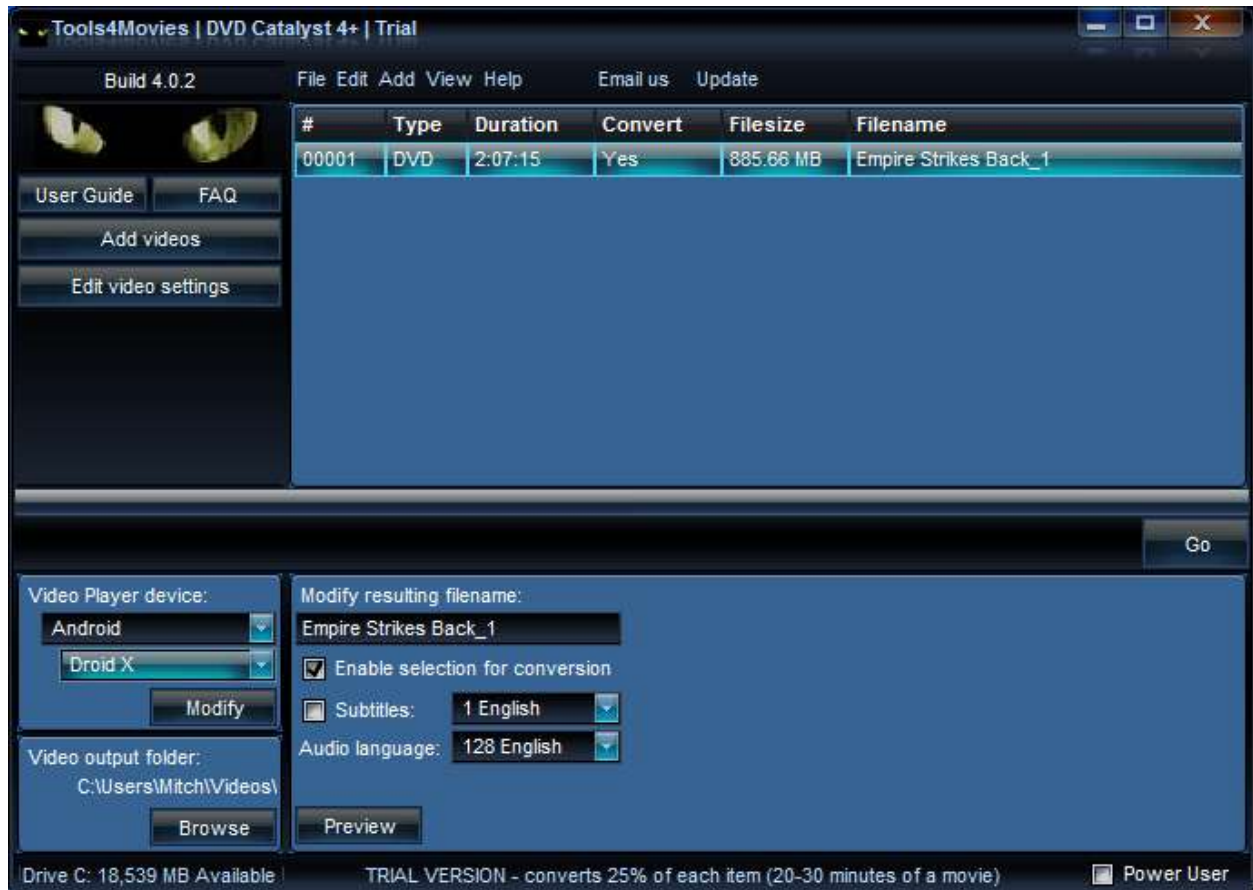 Tools4Movies | DVD Catalyst 4+ | Trial
Build 4.0.2
File Edit Add View Help Email us Update
# Type Duration Convert Filesize Filename
00001 DVD 2:07:15 Yes 885.66 MB Empire Strikes Back_1
User Guide FAQ
Add videos
Edit video settings
Go
Video Player device:
Android
Droid X
Modify
Video output folder:
C:\Users\Mitch\Videos\
Browse
Modify resulting filename:
Empire Strikes Back_1
Enable selection for conversion
Subtitles: 1 English
Audio language: 128 English
Preview
Drive C: 18,539 MB Available
TRIAL VERSION - converts 25% of each item (20-30 minutes of a movie)
Power User